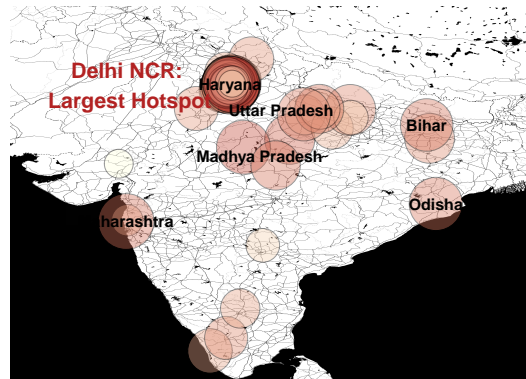 Delhi NCR:
Largest Hotspot
Haryana
Uttar Pradesh
Bihar
Madhya Pradesh
Odisha
harashtra